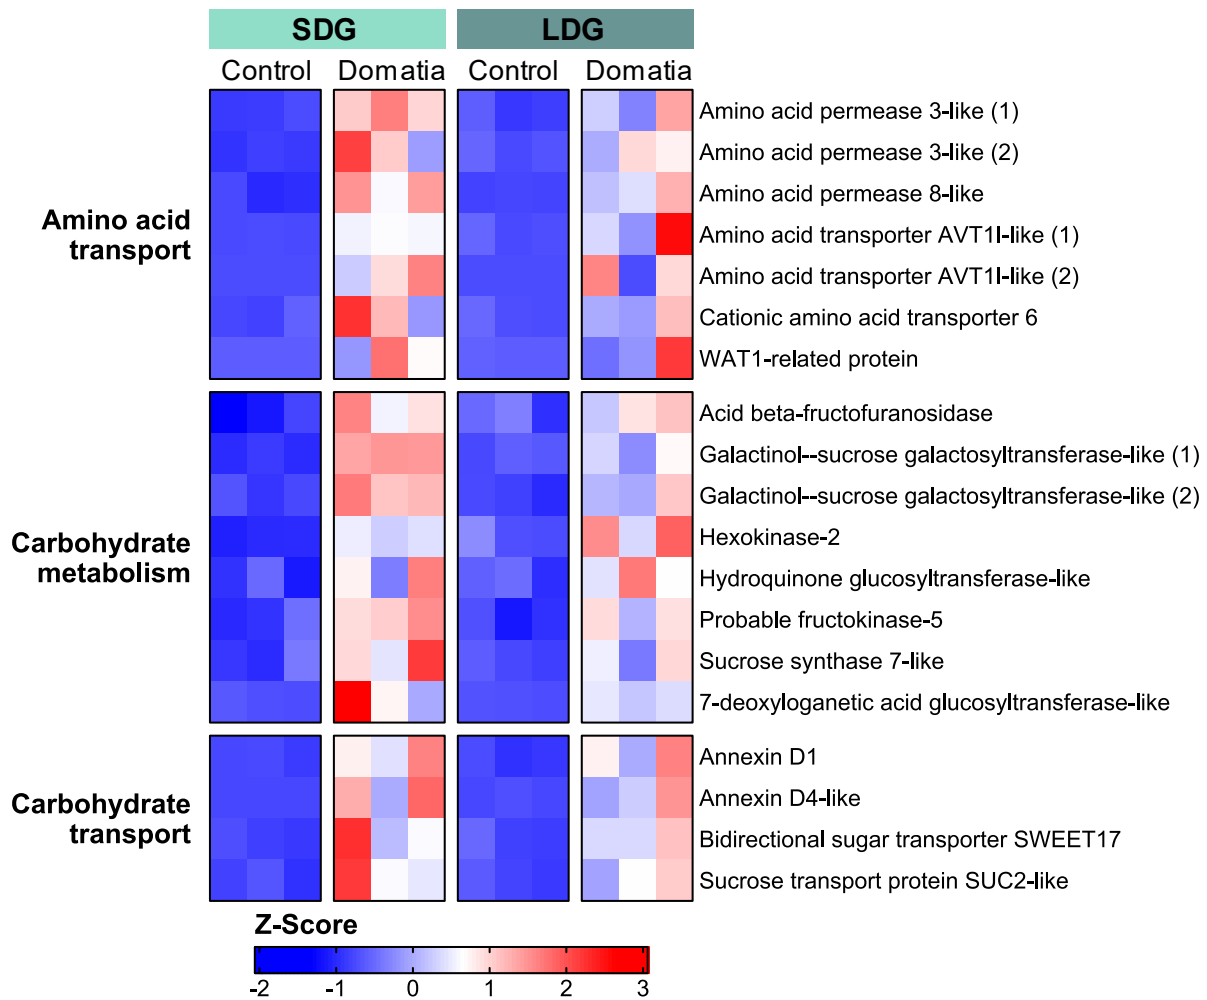 SDG LDG
Control Domatia Control Domatia
Amino acid
transport
Amino acid permease 3-like (1)
Amino acid permease 3-like (2)
Amino acid permease 8-like
Amino acid transporter AVT1I-like (1)
Amino acid transporter AVT1I-like (2)
Cationic amino acid transporter 6
WAT1-related protein
Carbohydrate
metabolism
Acid beta-fructofuranosidase
Galactinol--sucrose galactosyltransferase-like (1)
Galactinol--sucrose galactosyltransferase-like (2)
Hexokinase-2
Hydroquinone glucosyltransferase-like
Probable fructokinase-5
Sucrose synthase 7-like
7-deoxyloganetic acid glucosyltransferase-like
Carbohydrate
transport
Annexin D1
Annexin D4-like
Bidirectional sugar transporter SWEET17
Sucrose transport protein SUC2-like
Z-Score
-2 -1 0 1 2 3